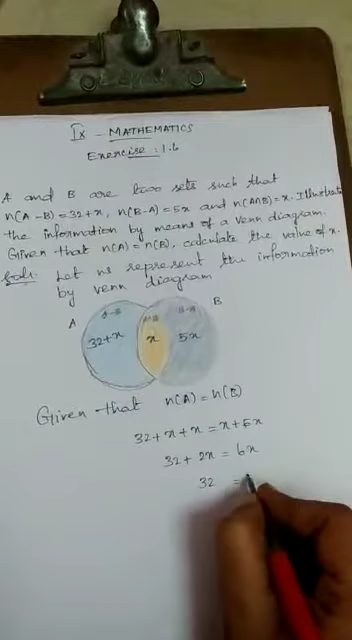 IX - MATHEMATICS
Exercise : 1.6
A and B are two sets such that
n(A-B) = 32+x, n(B-A) = 5x and n(A∩B) = x. Illustrate
the information by means of a venn diagram.
Given that n(A) = n(B), calculate the value of x.
Soln: Let us represent the information
by venn diagram
A B
A-B A∩B B-A
32+x x 5x
Given that n(A) = n(B)
32+x+x = x+5x
32+2x = 6x
32 =